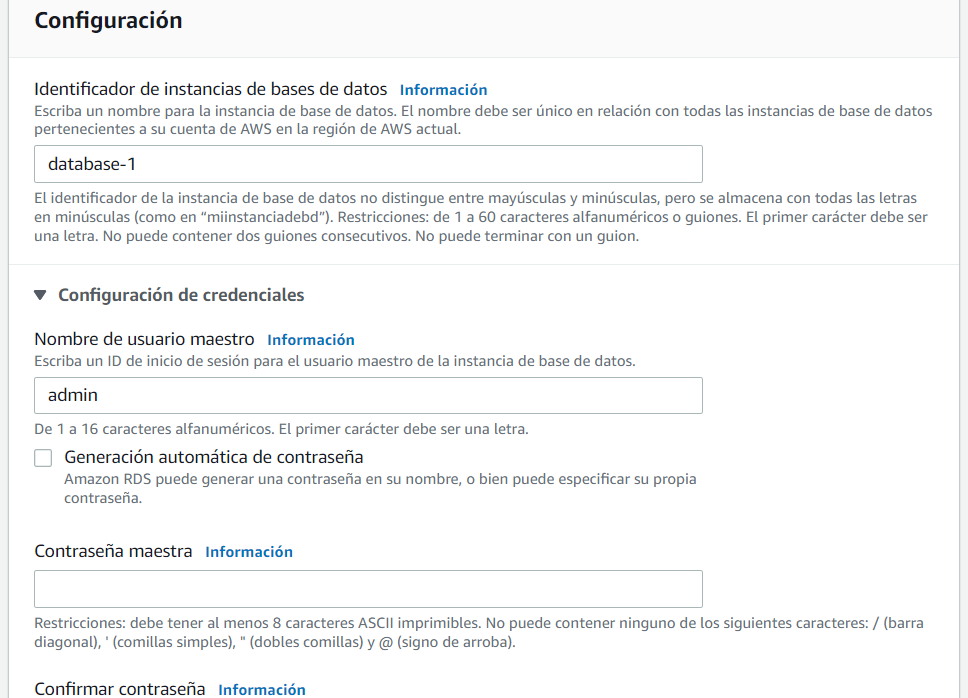 Configuración
Identificador de instancias de bases de datos Información
Escriba un nombre para la instancia de base de datos. El nombre debe ser único en relación con todas las instancias de base de datos
pertenecientes a su cuenta de AWS en la región de AWS actual.
database-1
El identificador de la instancia de base de datos no distingue entre mayúsculas y minúsculas, pero se almacena con todas las letras
en minúsculas (como en “miinstanciadebd”). Restricciones: de 1 a 60 caracteres alfanuméricos o guiones. El primer carácter debe ser
una letra. No puede contener dos guiones consecutivos. No puede terminar con un guion.
Configuración de credenciales
Nombre de usuario maestro Información
Escriba un ID de inicio de sesión para el usuario maestro de la instancia de base de datos.
admin
De 1 a 16 caracteres alfanuméricos. El primer carácter debe ser una letra.
Generación automática de contraseña
Amazon RDS puede generar una contraseña en su nombre, o bien puede especificar su propia
contraseña.
Contraseña maestra Información
Restricciones: debe tener al menos 8 caracteres ASCII imprimibles. No puede contener ninguno de los siguientes caracteres: / (barra
diagonal), ' (comillas simples), " (dobles comillas) y @ (signo de arroba).
Confirmar contraseña Información